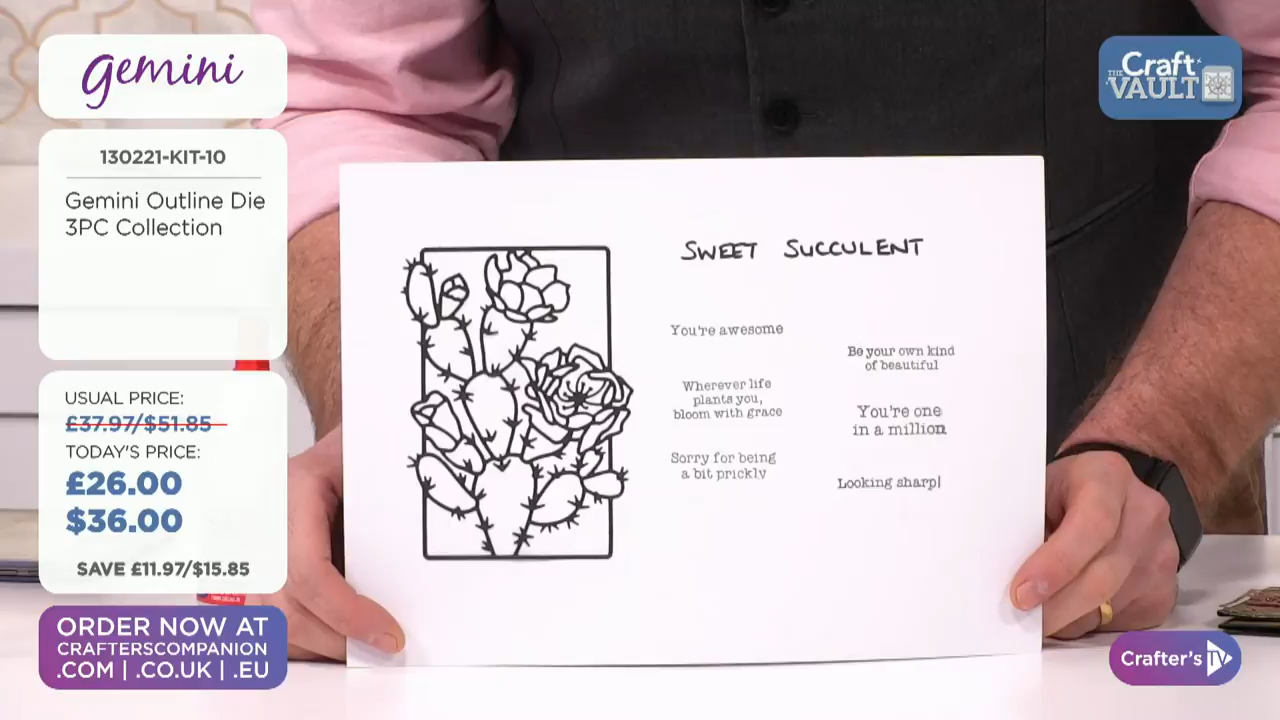 gemini
130221-KIT-10
Gemini Outline Die
3PC Collection
USUAL PRICE:
£37.97/$51.85
TODAY'S PRICE:
£26.00
$36.00
SAVE £11.97/$15.85
ORDER NOW AT
CRAFTERSCOMPANION
.COM | .CO.UK | .EU
THE Craft
VAULT
SWEET SUCCULENT
You're awesome
Be your own kind
of beautiful
Wherever life
plants you,
bloom with grace
You're one
in a million
Sorry for being
a bit prickly
Looking sharp!
Crafter's TV